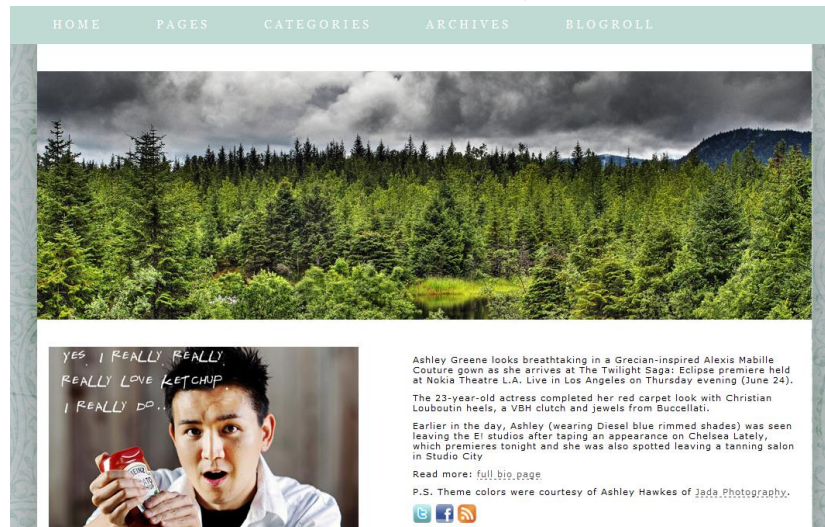 HOME PAGES CATEGORIES ARCHIVES BLOGROLL
YES I REALLY REALLY
REALLY LOVE KETCHUP
I REALLY DO..
HEINZ
Ashley Greene looks breathtaking in a Grecian-inspired Alexis Mabille
Couture gown as she arrives at The Twilight Saga: Eclipse premiere held
at Nokia Theatre L.A. Live in Los Angeles on Thursday evening (June 24).
The 23-year-old actress completed her red carpet look with Christian
Louboutin heels, a VBH clutch and jewels from Buccellati.
Earlier in the day, Ashley (wearing Diesel blue rimmed shades) was seen
leaving the E! studios after taping an appearance on Chelsea Lately,
which premieres tonight and she was also spotted leaving a tanning salon
in Studio City
Read more: full bio page
P.S. Theme colors were courtesy of Ashley Hawkes of Jada Photography.